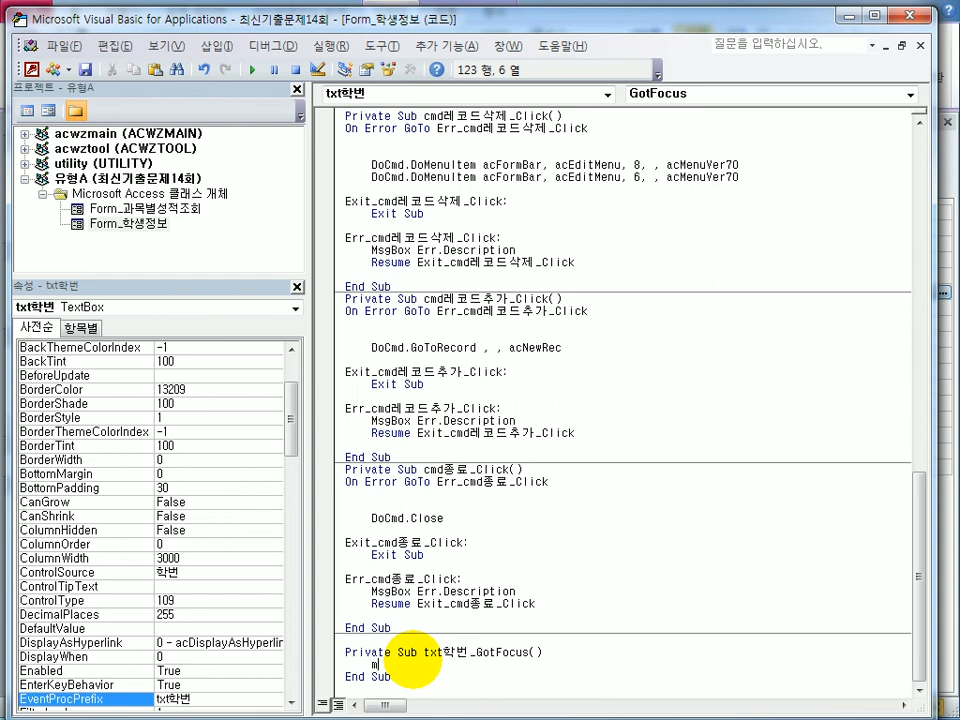 Microsoft Visual Basic for Applications - 최신기출문제14회 - [Form_학생정보 (코드)]
파일(F) 편집(E) 보기(V) 삽입(I) 디버그(D) 실행(R) 도구(T) 추가 기능(A) 창(W) 도움말(H) 질문을 입력하십시오.
123 행, 6 열
프로젝트 - 유형A
acwzmain (ACWZMAIN)
acwztool (ACWZTOOL)
utility (UTILITY)
유형A (최신기출문제14회)
Microsoft Access 클래스 개체
Form_과목별성적조회
Form_학생정보
속성 - txt학번
txt학번 TextBox
사전순 항목별
BackThemeColorIndex -1
BackTint 100
BeforeUpdate
BorderColor 13209
BorderShade 100
BorderStyle 1
BorderThemeColorIndex -1
BorderTint 100
BorderWidth 0
BottomMargin 0
BottomPadding 30
CanGrow False
CanShrink False
ColumnHidden False
ColumnOrder 0
ColumnWidth 3000
ControlSource 학번
ControlTipText
ControlType 109
DecimalPlaces 255
DefaultValue
DisplayAsHyperlink 0 - acDisplayAsHyperlin
DisplayWhen 0
Enabled True
EnterKeyBehavior True
EventProcPrefix txt학번
txt학번 GotFocus
Private Sub cmd레코드삭제_Click()
On Error GoTo Err_cmd레코드삭제_Click
DoCmd.DoMenuItem acFormBar, acEditMenu, 8, , acMenuVer70
DoCmd.DoMenuItem acFormBar, acEditMenu, 6, , acMenuVer70
Exit_cmd레코드삭제_Click:
Exit Sub
Err_cmd레코드삭제_Click:
MsgBox Err.Description
Resume Exit_cmd레코드삭제_Click
End Sub
Private Sub cmd레코드추가_Click()
On Error GoTo Err_cmd레코드추가_Click
DoCmd.GoToRecord , , acNewRec
Exit_cmd레코드추가_Click:
Exit Sub
Err_cmd레코드추가_Click:
MsgBox Err.Description
Resume Exit_cmd레코드추가_Click
End Sub
Private Sub cmd종료_Click()
On Error GoTo Err_cmd종료_Click
DoCmd.Close
Exit_cmd종료_Click:
Exit Sub
Err_cmd종료_Click:
MsgBox Err.Description
Resume Exit_cmd종료_Click
End Sub
Private Sub txt학번_GotFocus()
m
End Sub